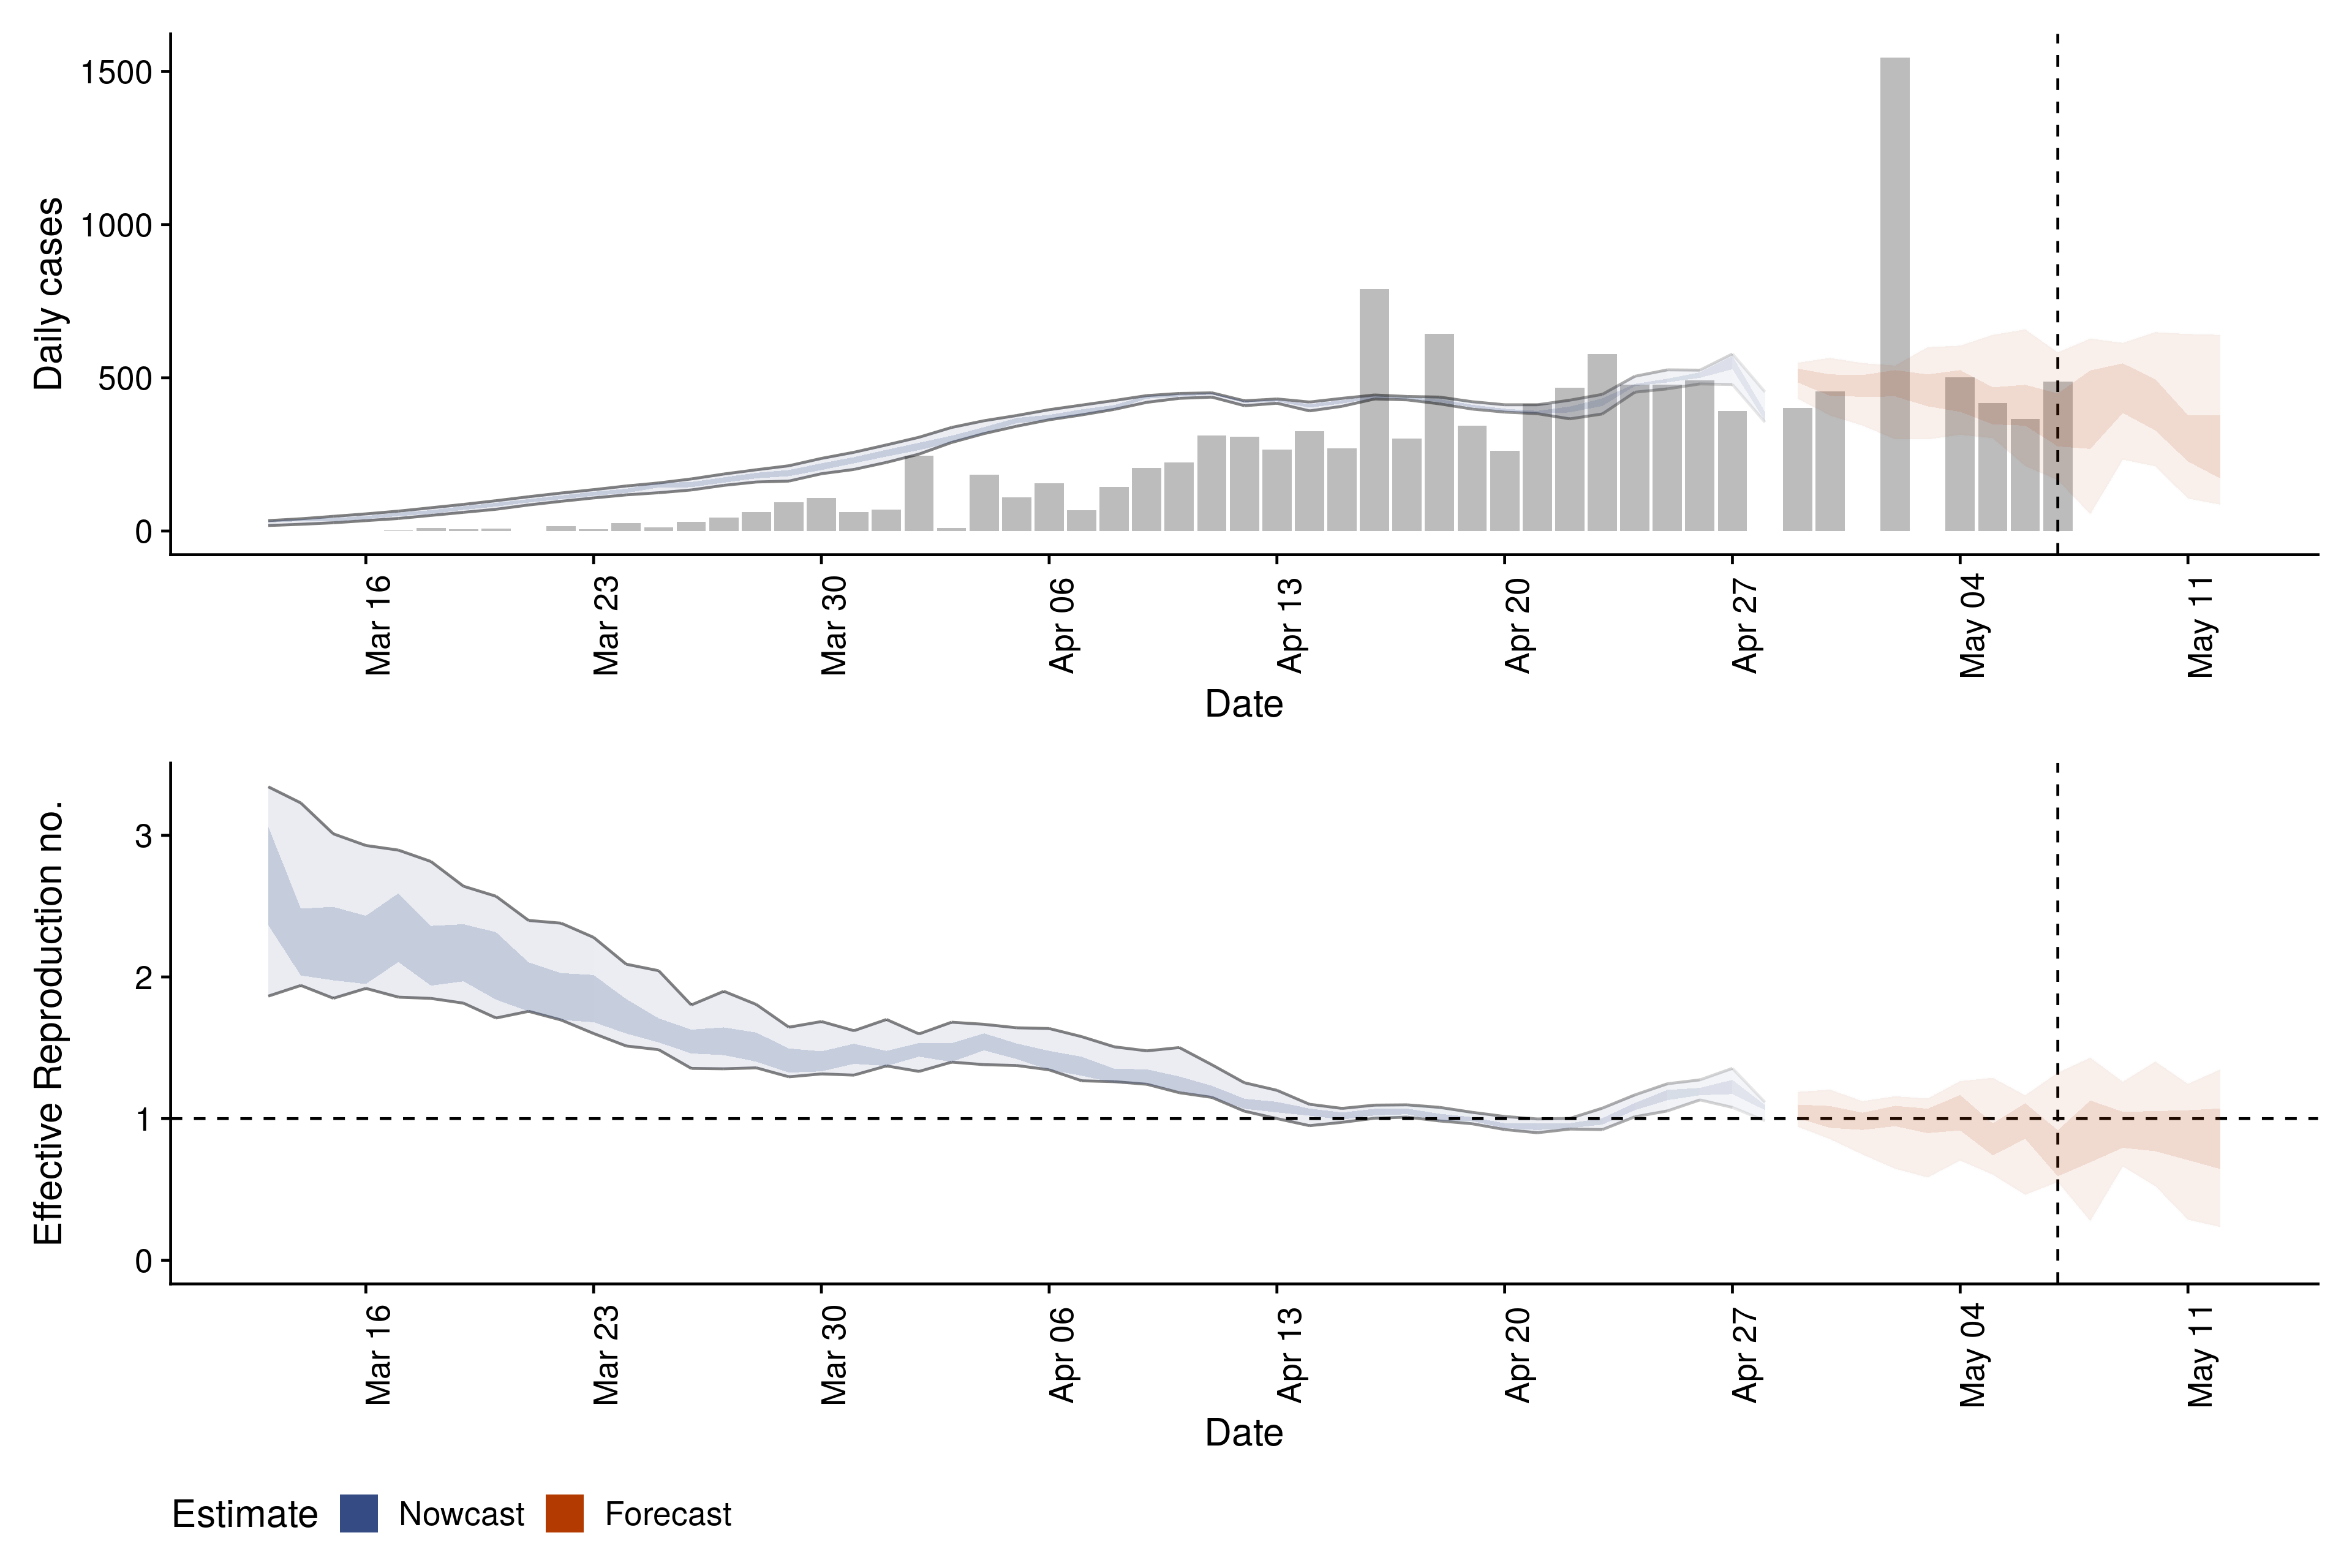 Daily cases
1500
1000
500
0
Mar 16
Mar 23
Mar 30
Apr 06
Apr 13
Apr 20
Apr 27
May 04
May 11
Date
Effective Reproduction no.
3
2
1
0
Mar 16
Mar 23
Mar 30
Apr 06
Apr 13
Apr 20
Apr 27
May 04
May 11
Date
Estimate Nowcast Forecast